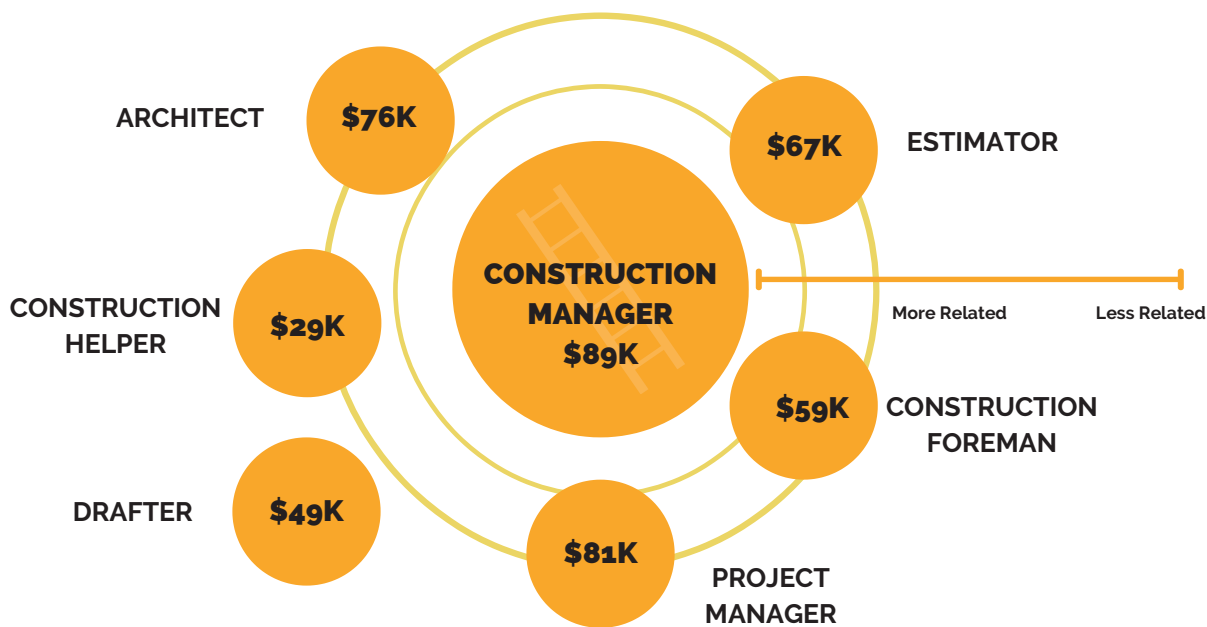 ARCHITECT
$76K
$67K
ESTIMATOR
CONSTRUCTION
MANAGER
$89K
More Related
Less Related
CONSTRUCTION
HELPER
$29K
$59K
CONSTRUCTION
FOREMAN
DRAFTER
$49K
$81K
PROJECT
MANAGER